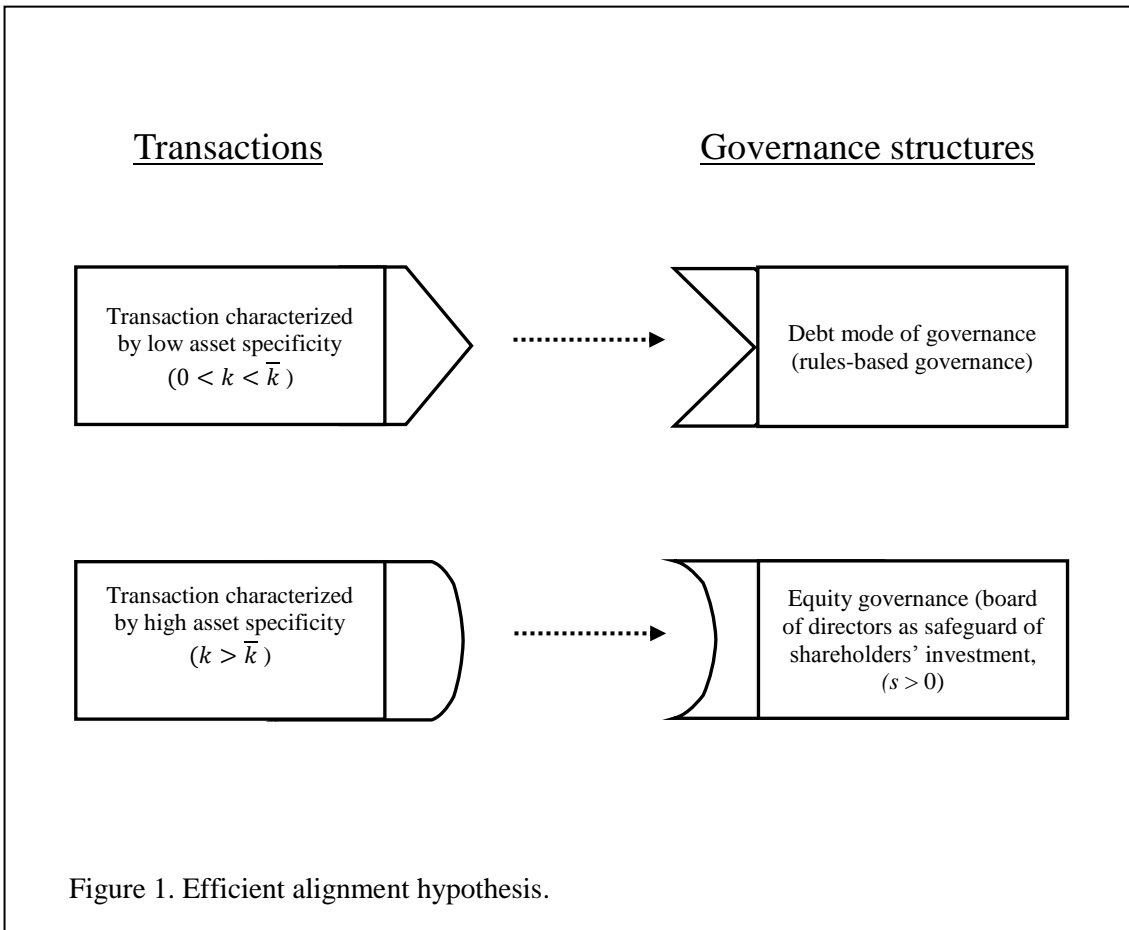 Transactions
Governance structures
Transaction characterized
by low asset specificity
(0 < k < k̅ )
Debt mode of governance
(rules-based governance)
Transaction characterized
by high asset specificity
(k > k̅ )
Equity governance (board
of directors as safeguard of
shareholders’ investment,
(s > 0)
Figure 1. Efficient alignment hypothesis.